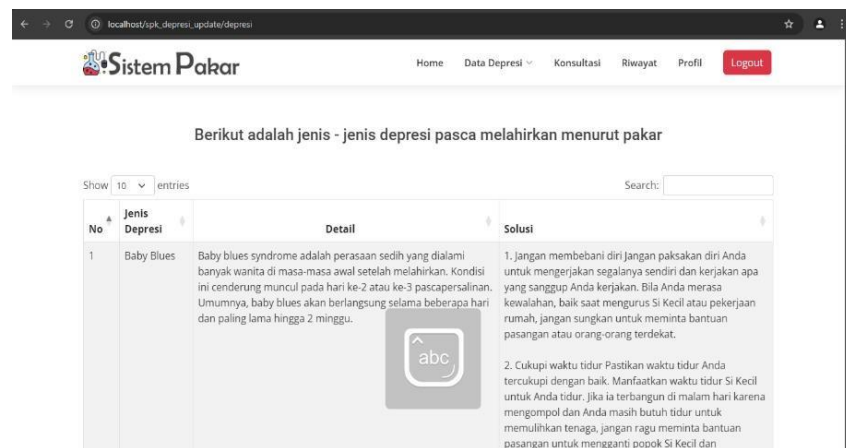 localhost/spk_depresi_update/depresi
Sistem Pakar
Home Data Depresi Konsultasi Riwayat Profil Logout
Berikut adalah jenis - jenis depresi pasca melahirkan menurut pakar
Show 10 entries
Search:
No Jenis Depresi Detail Solusi
1
Baby Blues
Baby blues syndrome adalah perasaan sedih yang dialami
banyak wanita di masa-masa awal setelah melahirkan. Kondisi
ini cenderung muncul pada hari ke-2 atau ke-3 pascapersalinan.
Umumnya, baby blues akan berlangsung selama beberapa hari
dan paling lama hingga 2 minggu.
abc
1. Jangan membebani diri Jangan paksakan diri Anda
untuk mengerjakan segalanya sendiri dan kerjakan apa
yang sanggup Anda kerjakan. Bila Anda merasa
kewalahan, baik saat mengurus Si Kecil atau pekerjaan
rumah, jangan sungkan untuk meminta bantuan
pasangan atau orang-orang terdekat.
2. Cukupi waktu tidur Pastikan waktu tidur Anda
tercukupi dengan baik. Manfaatkan waktu tidur Si Kecil
untuk Anda tidur. Jika ia terbangun di malam hari karena
mengompol dan Anda masih butuh tidur untuk
memulihkan tenaga, jangan ragu meminta bantuan
pasangan untuk mengganti popok Si Kecil dan